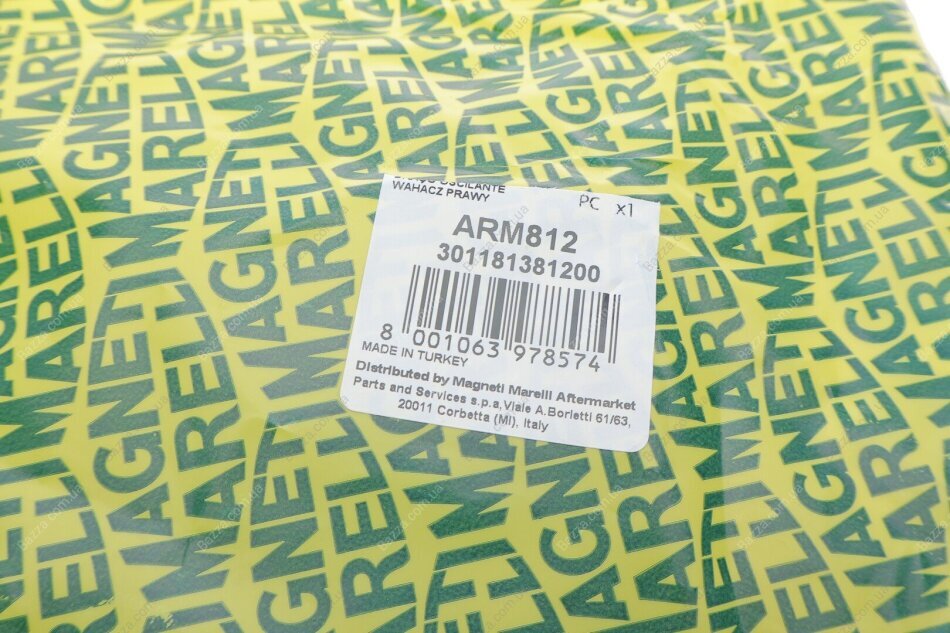 WAHACZ PRAWY
PC x1
ARM812
301181381200
8 001063 978574
MADE IN TURKEY
Distributed by Magneti Marelli Aftermarket
Parts and Services s.p.a,Viale A.Borletti 61/63,
20011 Corbetta (MI). Italy
MAGNETI
MARELLI